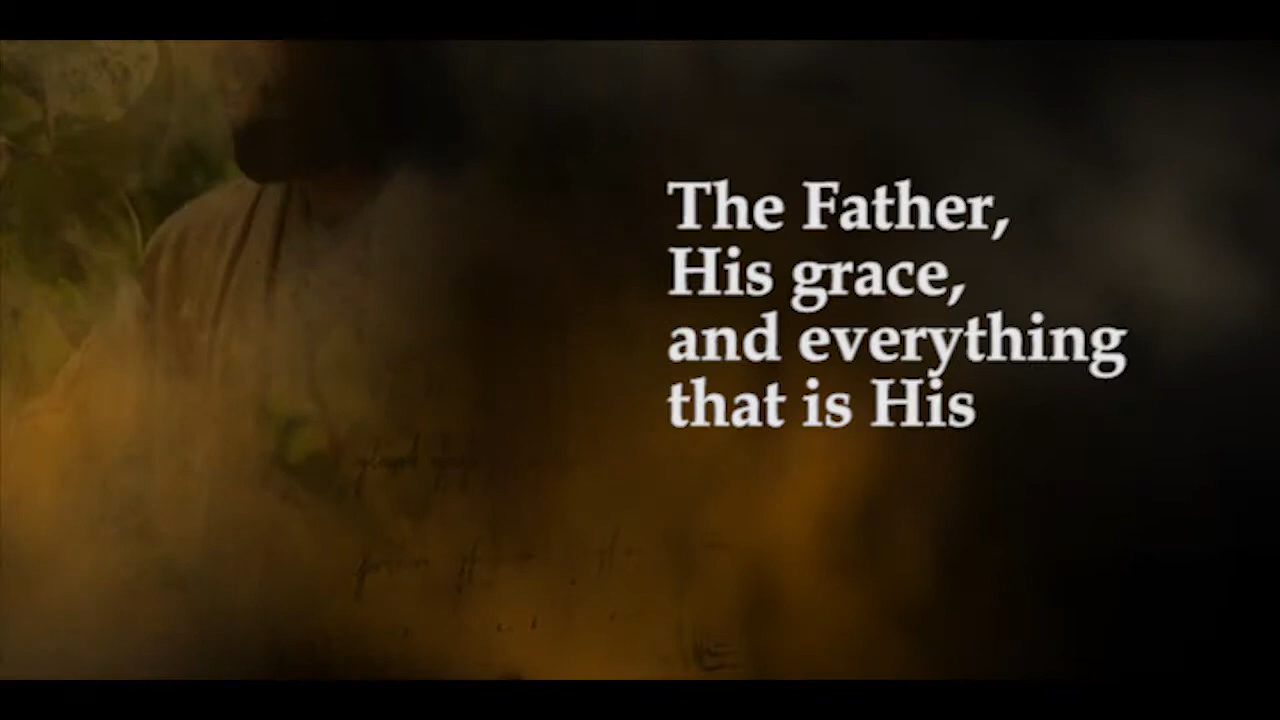 The Father,
His grace,
and everything
that is His